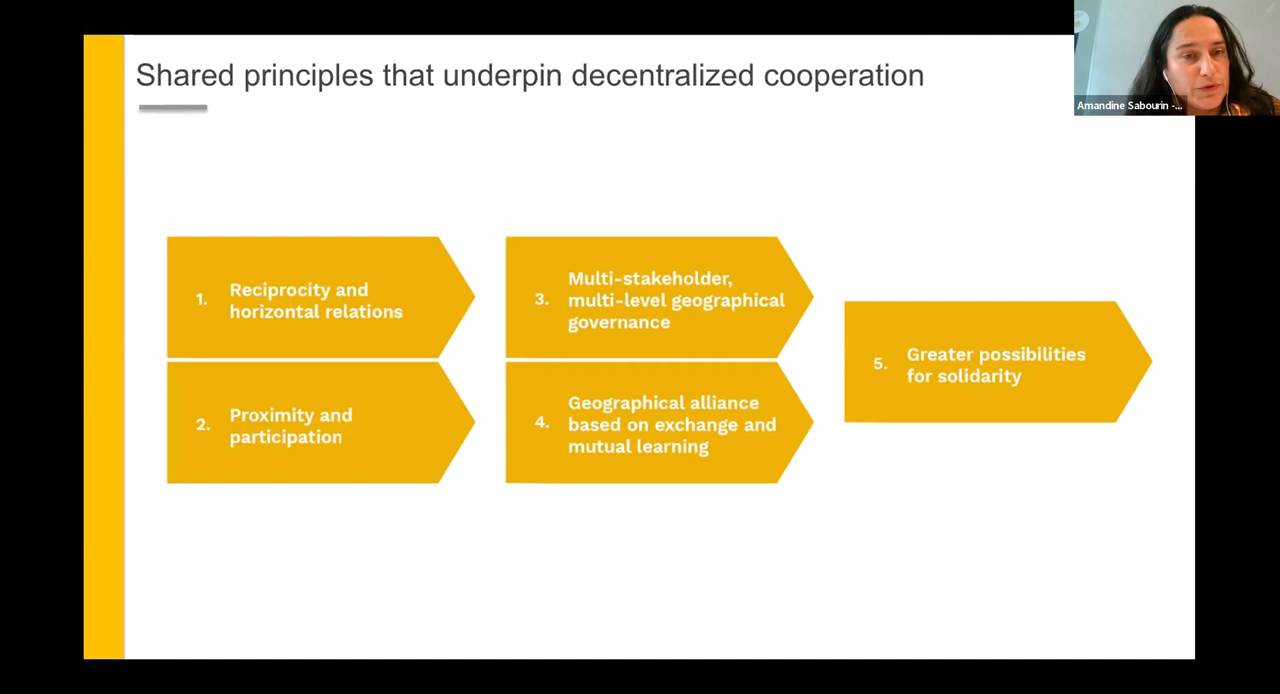 Shared principles that underpin decentralized cooperation
Amandine Sabourin -...
1.
Reciprocity and
horizontal relations
2.
Proximity and
participation
3.
Multi-stakeholder,
multi-level geographical
governance
4.
Geographical alliance
based on exchange and
mutual learning
5.
Greater possibilities
for solidarity